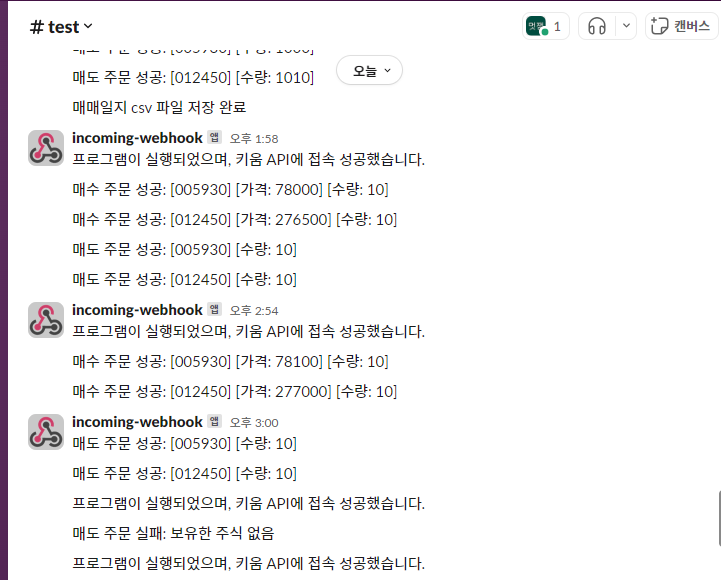 # test
멋쟁 1
캔버스
매도 주문 성공: [005930] [수량: 1000]
매도 주문 성공: [012450] [수량: 1010]
오늘
매매일지 csv 파일 저장 완료
incoming-webhook 앱 오후 1:58
프로그램이 실행되었으며, 키움 API에 접속 성공했습니다.
매수 주문 성공: [005930] [가격: 78000] [수량: 10]
매수 주문 성공: [012450] [가격: 276500] [수량: 10]
매도 주문 성공: [005930] [수량: 10]
매도 주문 성공: [012450] [수량: 10]
incoming-webhook 앱 오후 2:54
프로그램이 실행되었으며, 키움 API에 접속 성공했습니다.
매수 주문 성공: [005930] [가격: 78100] [수량: 10]
매수 주문 성공: [012450] [가격: 277000] [수량: 10]
incoming-webhook 앱 오후 3:00
매도 주문 성공: [005930] [수량: 10]
매도 주문 성공: [012450] [수량: 10]
프로그램이 실행되었으며, 키움 API에 접속 성공했습니다.
매도 주문 실패: 보유한 주식 없음
프로그램이 실행되었으며, 키움 API에 접속 성공했습니다.